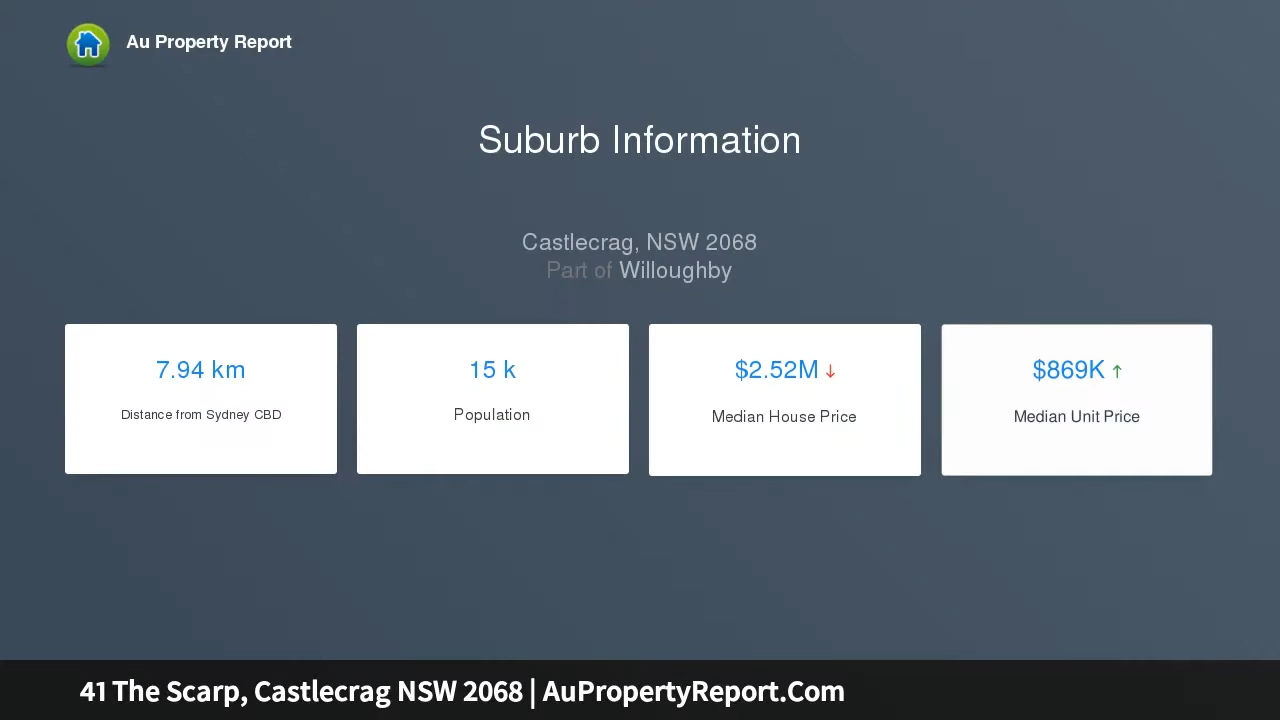 Au Property Report
Suburb Information
Castlecrag, NSW 2068
Part of Willoughby
7.94 km
Distance from Sydney CBD
15 k
Population
$2.52M ↓
Median House Price
$869K ↑
Median Unit Price
41 The Scarp, Castlecrag NSW 2068 | AuPropertyReport.Com